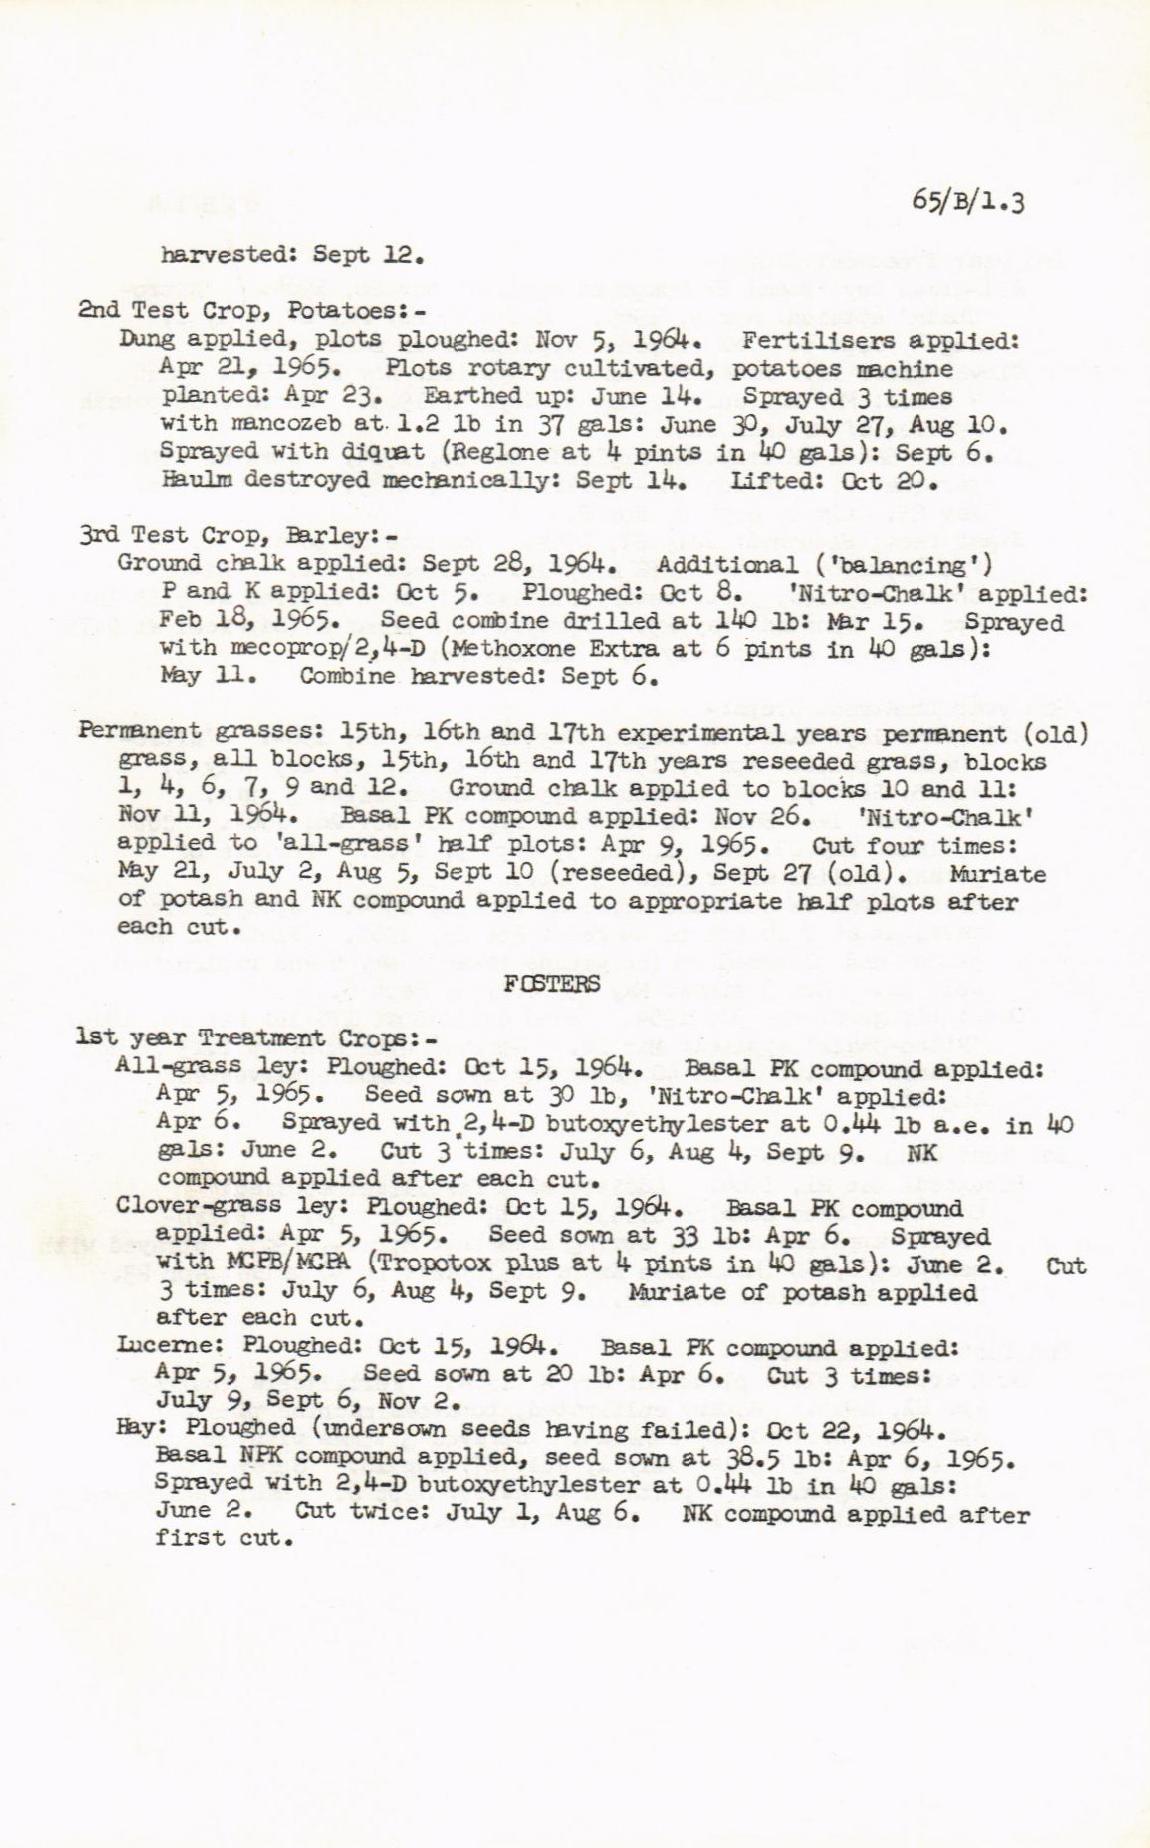 65/B/1.3
harvested: Sept 12.
2nd Test Crop, Potatoes:-
Dung applied, plots ploughed: Nov 5, 1964. Fertilisers applied:
Apr 21, 1965. Plots rotary cultivated, potatoes machine
planted: Apr 23. Earthed up: June 14. Sprayed 3 times
with mancozeb at 1.2 lb in 37 gals: June 30, July 27, Aug 10.
Sprayed with diquat (Reglone at 4 pints in 40 gals): Sept 6.
Haulm destroyed mechanically: Sept 14. Lifted: Oct 20.
3rd Test Crop, Barley:-
Ground chalk applied: Sept 28, 1964. Additional ('balancing')
P and K applied: Oct 5. Ploughed: Oct 8. 'Nitro-Chalk' applied:
Feb 18, 1965. Seed combine drilled at 140 lb: Mar 15. Sprayed
with mecoprop/2,4-D (Methoxone Extra at 6 pints in 40 gals):
May 11. Combine harvested: Sept 6.
Permanent grasses: 15th, 16th and 17th experimental years permanent (old)
grass, all blocks, 15th, 16th and 17th years reseeded grass, blocks
1, 4, 6, 7, 9 and 12. Ground chalk applied to blocks 10 and 11:
Nov 11, 1964. Basal PK compound applied: Nov 26. 'Nitro-Chalk'
applied to 'all-grass' half plots: Apr 9, 1965. Cut four times:
May 21, July 2, Aug 5, Sept 10 (reseeded), Sept 27 (old). Muriate
of potash and NK compound applied to appropriate half plots after
each cut.
FOSTERS
1st year Treatment Crops:-
All-grass ley: Ploughed: Oct 15, 1964. Basal PK compound applied:
Apr 5, 1965. Seed sown at 30 lb, 'Nitro-Chalk' applied:
Apr 6. Sprayed with 2,4-D butoxyethylester at 0.44 lb a.e. in 40
gals: June 2. Cut 3 times: July 6, Aug 4, Sept 9. NK
compound applied after each cut.
Clover-grass ley: Ploughed: Oct 15, 1964. Basal PK compound
applied: Apr 5, 1965. Seed sown at 33 lb: Apr 6. Sprayed
with MCPB/MCPA (Tropotox plus at 4 pints in 40 gals): June 2. Cut
3 times: July 6, Aug 4, Sept 9. Muriate of potash applied
after each cut.
Lucerne: Ploughed: Oct 15, 1964. Basal PK compound applied:
Apr 5, 1965. Seed sown at 20 lb: Apr 6. Cut 3 times:
July 9, Sept 6, Nov 2.
Hay: Ploughed (undersown seeds having failed): Oct 22, 1964.
Basal NPK compound applied, seed sown at 38.5 lb: Apr 6, 1965.
Sprayed with 2,4-D butoxyethylester at 0.44 lb in 40 gals:
June 2. Cut twice: July 1, Aug 6. NK compound applied after
first cut.